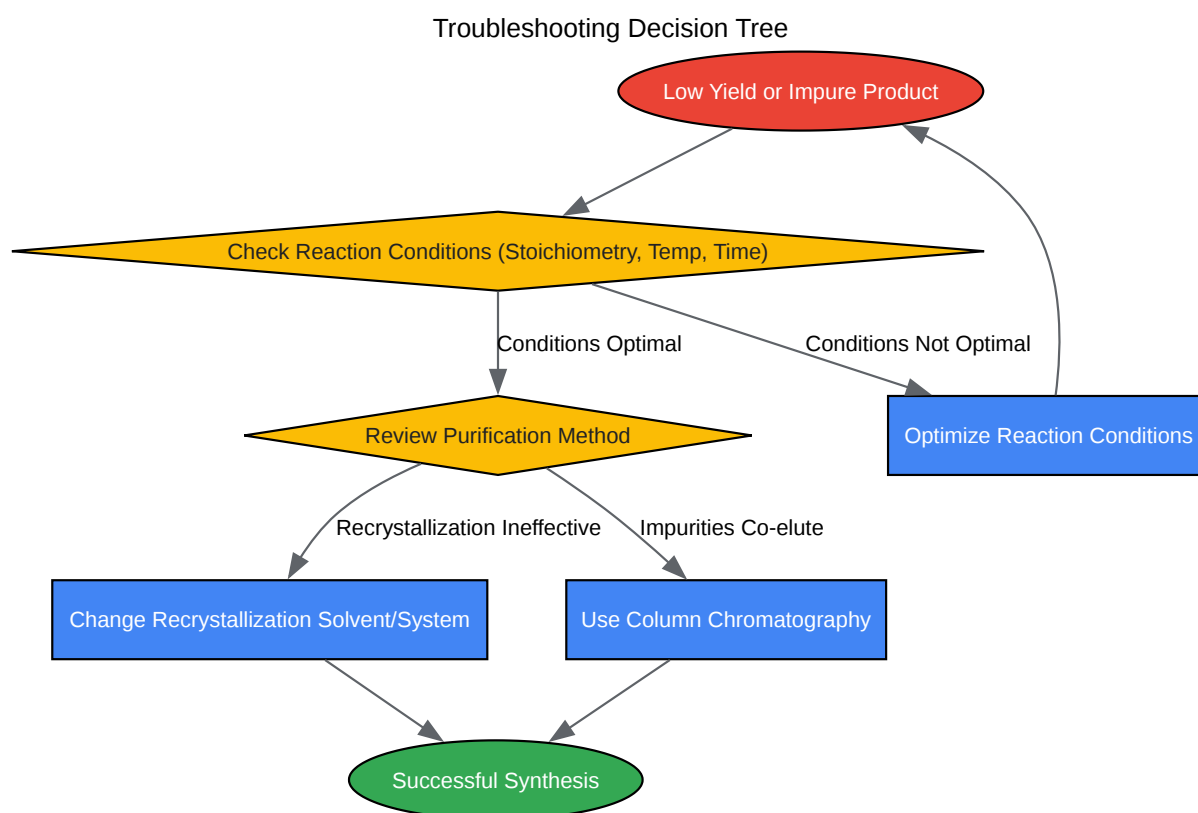 Troubleshooting Decision Tree
Low Yield or Impure Product
Check Reaction Conditions (Stoichiometry, Temp, Time)
Conditions Optimal
Conditions Not Optimal
Review Purification Method
Optimize Reaction Conditions
Recrystallization Ineffective
Impurities Co-elute
Change Recrystallization Solvent/System
Use Column Chromatography
Successful Synthesis